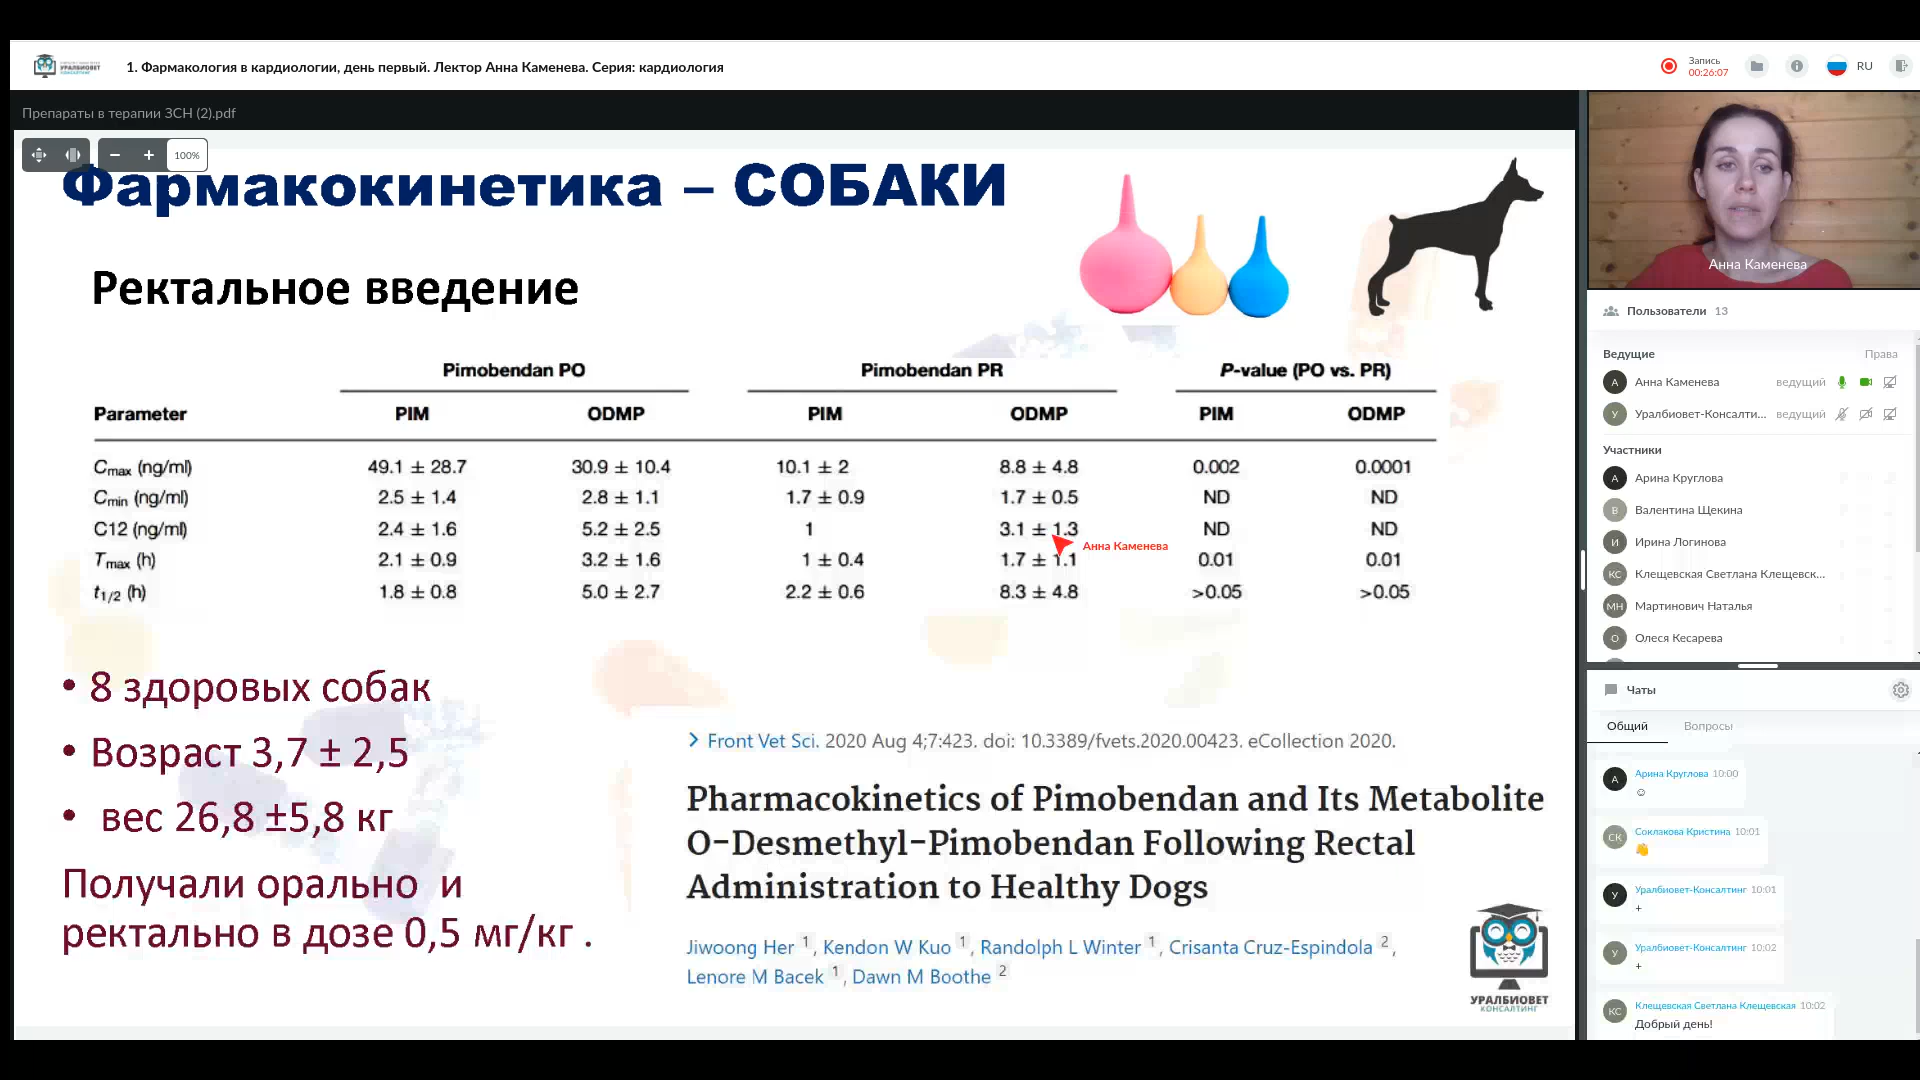 УРАЛБИОВЕТ
КОНСАЛТИНГ
1. Фармакология в кардиологии, день первый. Лектор Анна Каменева. Серия: кардиология
Запись
00:26:07
RU
Препараты в терапии ЗСН (2).pdf
100%
Фармакокинетика – СОБАКИ
Ректальное введение
Pimobendan PO Pimobendan PR P-value (PO vs. PR)
Parameter PIM ODMP PIM ODMP PIM ODMP
Cmax (ng/ml) 49.1 ± 28.7 30.9 ± 10.4 10.1 ± 2 8.8 ± 4.8 0.002 0.0001
Cmin (ng/ml) 2.5 ± 1.4 2.8 ± 1.1 1.7 ± 0.9 1.7 ± 0.5 ND ND
C12 (ng/ml) 2.4 ± 1.6 5.2 ± 2.5 1 3.1 ± 1.3 ND ND
Анна Каменева
Tmax (h) 2.1 ± 0.9 3.2 ± 1.6 1 ± 0.4 1.7 ± 1.1 0.01 0.01
t1/2 (h) 1.8 ± 0.8 5.0 ± 2.7 2.2 ± 0.6 8.3 ± 4.8 >0.05 >0.05
• 8 здоровых собак
• Возраст 3,7 ± 2,5
• вес 26,8 ±5,8 кг
Получали орально и
ректально в дозе 0,5 мг/кг .
> Front Vet Sci. 2020 Aug 4;7:423. doi: 10.3389/fvets.2020.00423. eCollection 2020.
Pharmacokinetics of Pimobendan and Its Metabolite
O-Desmethyl-Pimobendan Following Rectal
Administration to Healthy Dogs
Jiwoong Her 1, Kendon W Kuo 1, Randolph L Winter 1, Crisanta Cruz-Espindola 2,
Lenore M Bacek 1, Dawn M Boothe 2
УРАЛБИОВЕТ
КОНСАЛТИНГ
Анна Каменева
Пользователи 13
Ведущие Права
А Анна Каменева ведущий
У Уралбиовет-Консалти... ведущий
Участники
А Арина Круглова
В Валентина Щекина
И Ирина Логинова
КС Клещевская Светлана Клещевск...
МН Мартинович Наталья
О Олеся Кесарева
Чаты
Общий Вопросы
А Арина Круглова 10:00
☺
СК Соклакова Кристина 10:01
👏
У Уралбиовет-Консалтинг 10:01
+
У Уралбиовет-Консалтинг 10:02
+
КС Клещевская Светлана Клещевская 10:02
Добрый день!